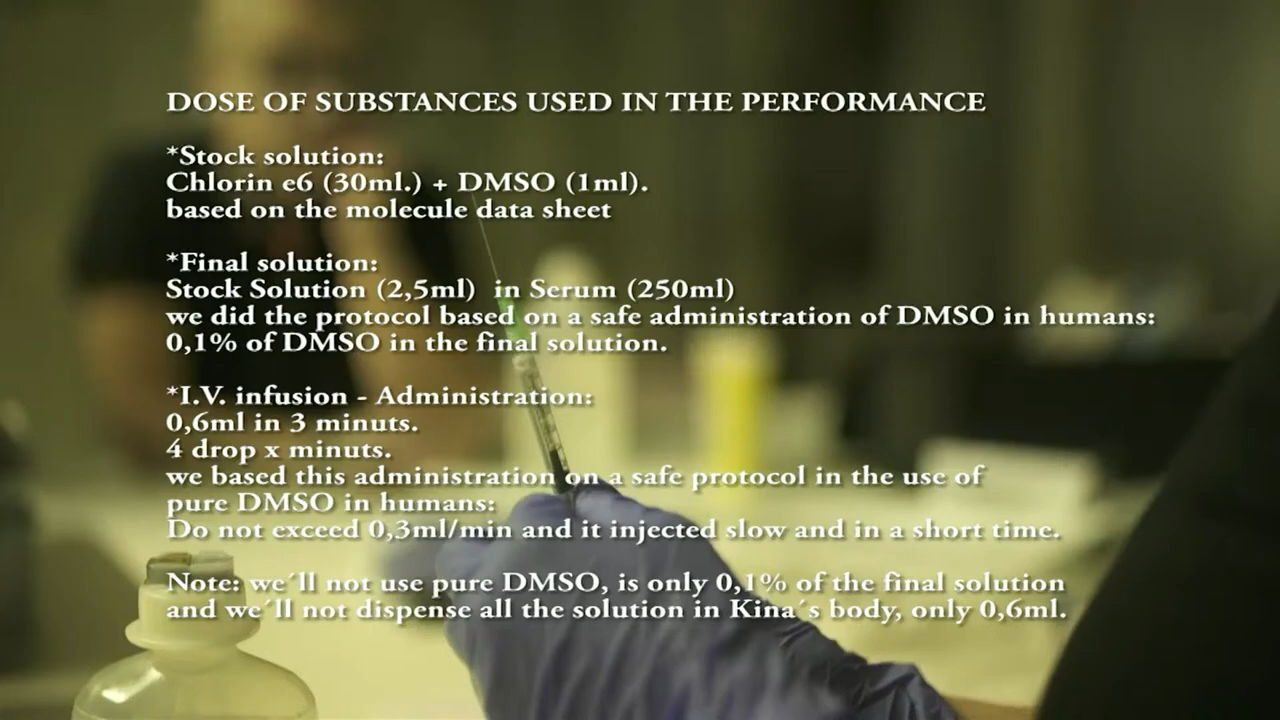 DOSE OF SUBSTANCES USED IN THE PERFORMANCE
*Stock solution:
Chlorin e6 (30ml.) + DMSO (1ml).
based on the molecule data sheet
*Final solution:
Stock Solution (2,5ml) in Serum (250ml)
we did the protocol based on a safe administration of DMSO in humans:
0,1% of DMSO in the final solution.
*I.V. infusion - Administration:
0,6ml in 3 minuts.
4 drop x minuts.
we based this administration on a safe protocol in the use of
pure DMSO in humans:
Do not exceed 0,3ml/min and it injected slow and in a short time.
Note: we´ll not use pure DMSO, is only 0,1% of the final solution
and we´ll not dispense all the solution in Kina´s body, only 0,6ml.